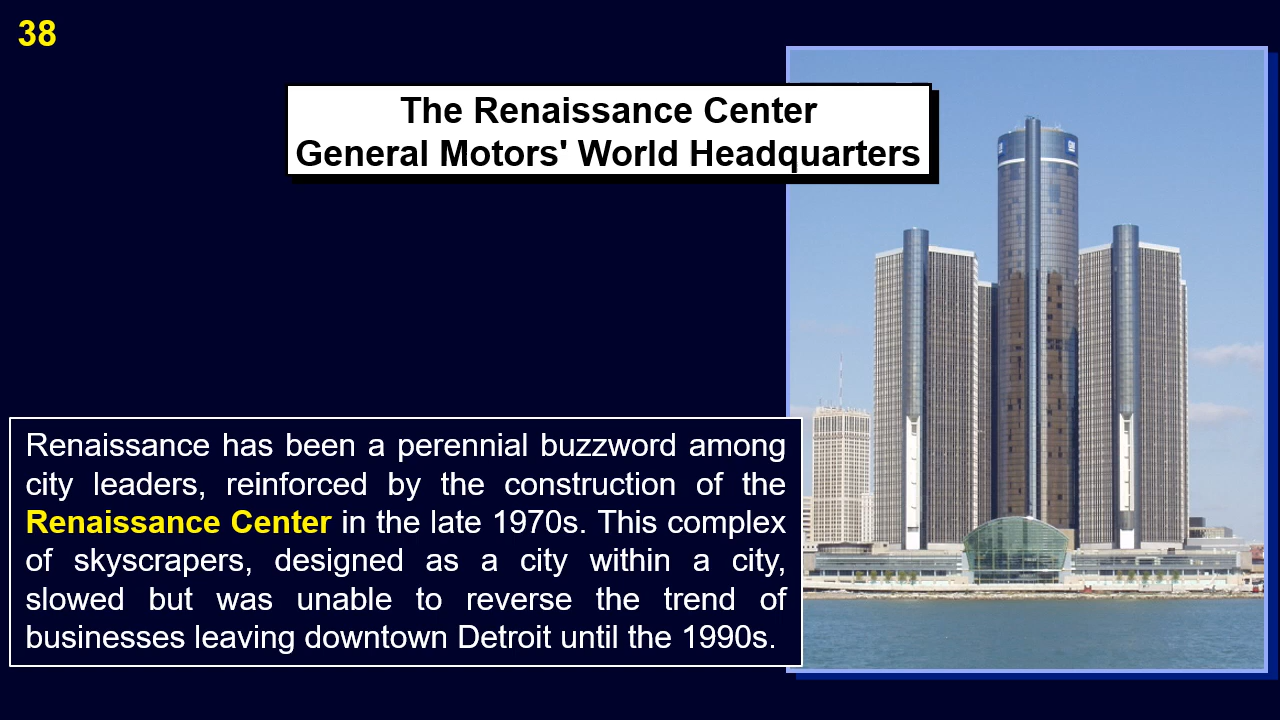 38
The Renaissance Center
General Motors' World Headquarters
Renaissance has been a perennial buzzword among
city leaders, reinforced by the construction of the
Renaissance Center in the late 1970s. This complex
of skyscrapers, designed as a city within a city,
slowed but was unable to reverse the trend of
businesses leaving downtown Detroit until the 1990s.
GM